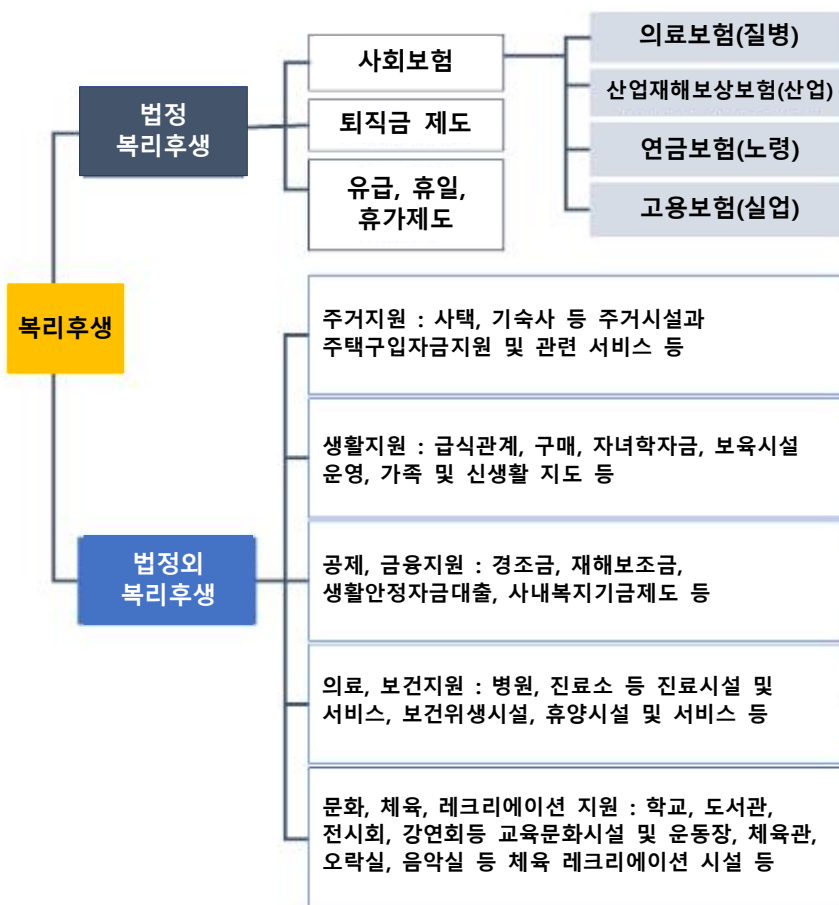 복리후생
법정
복리후생
사회보험
퇴직금 제도
유급, 휴일,
휴가제도
의료보험(질병)
산업재해보상보험(산업)
연금보험(노령)
고용보험(실업)
법정외
복리후생
주거지원 : 사택, 기숙사 등 주거시설과
주택구입자금지원 및 관련 서비스 등
생활지원 : 급식관계, 구매, 자녀학자금, 보육시설
운영, 가족 및 신생활 지도 등
공제, 금융지원 : 경조금, 재해보조금,
생활안정자금대출, 사내복지기금제도 등
의료, 보건지원 : 병원, 진료소 등 진료시설 및
서비스, 보건위생시설, 휴양시설 및 서비스 등
문화, 체육, 레크리에이션 지원 : 학교, 도서관,
전시회, 강연회등 교육문화시설 및 운동장, 체육관,
오락실, 음악실 등 체육 레크리에이션 시설 등